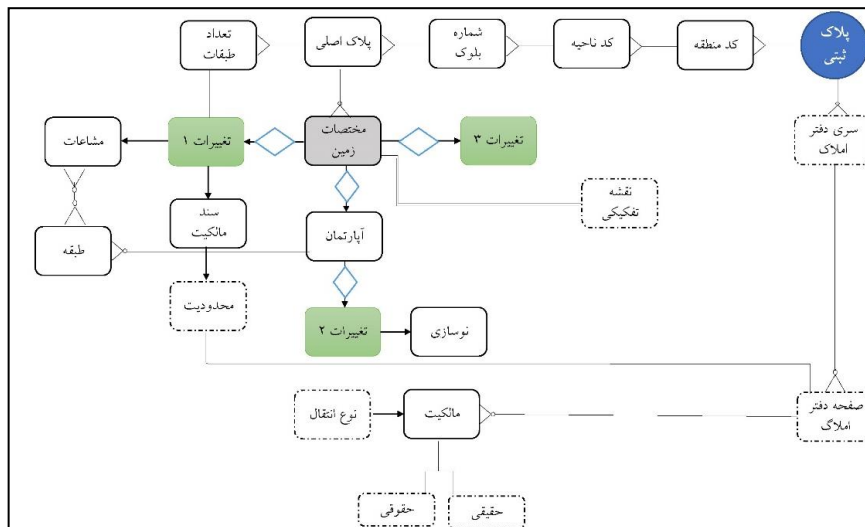 پلاک
ثبتی
کد منطقه
کد ناحیه
شماره
بلوک
پلاک اصلی
تعداد
طبقات
سری دفتر
املاک
تغییرات ۳
مختصات
زمین
تغییرات ۱
مشاعات
نقشه
تفکیکی
سند
مالکیت
آپارتمان
طبقه
محدودیت
نوسازی
تغییرات ۲
صفحه دفتر
املاگ
مالکیت
نوع انتقال
حقیقی
حقوقی